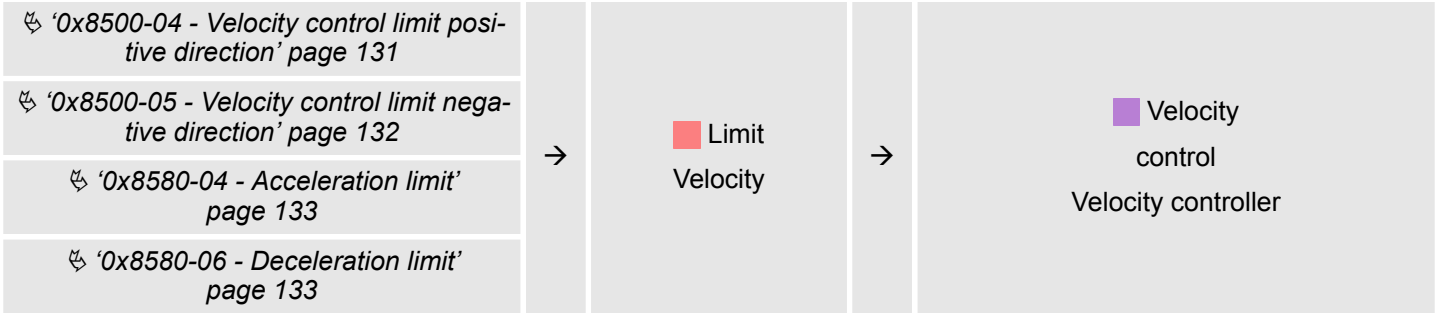 ↳ ‘0x8500-04 - Velocity control limit posi-
tive direction’ page 131
↳ ‘0x8500-05 - Velocity control limit nega-
tive direction’ page 132
↳ ‘0x8580-04 - Acceleration limit’
page 133
↳ ‘0x8580-06 - Deceleration limit’
page 133
→
Limit
Velocity
→
Velocity
control
Velocity controller